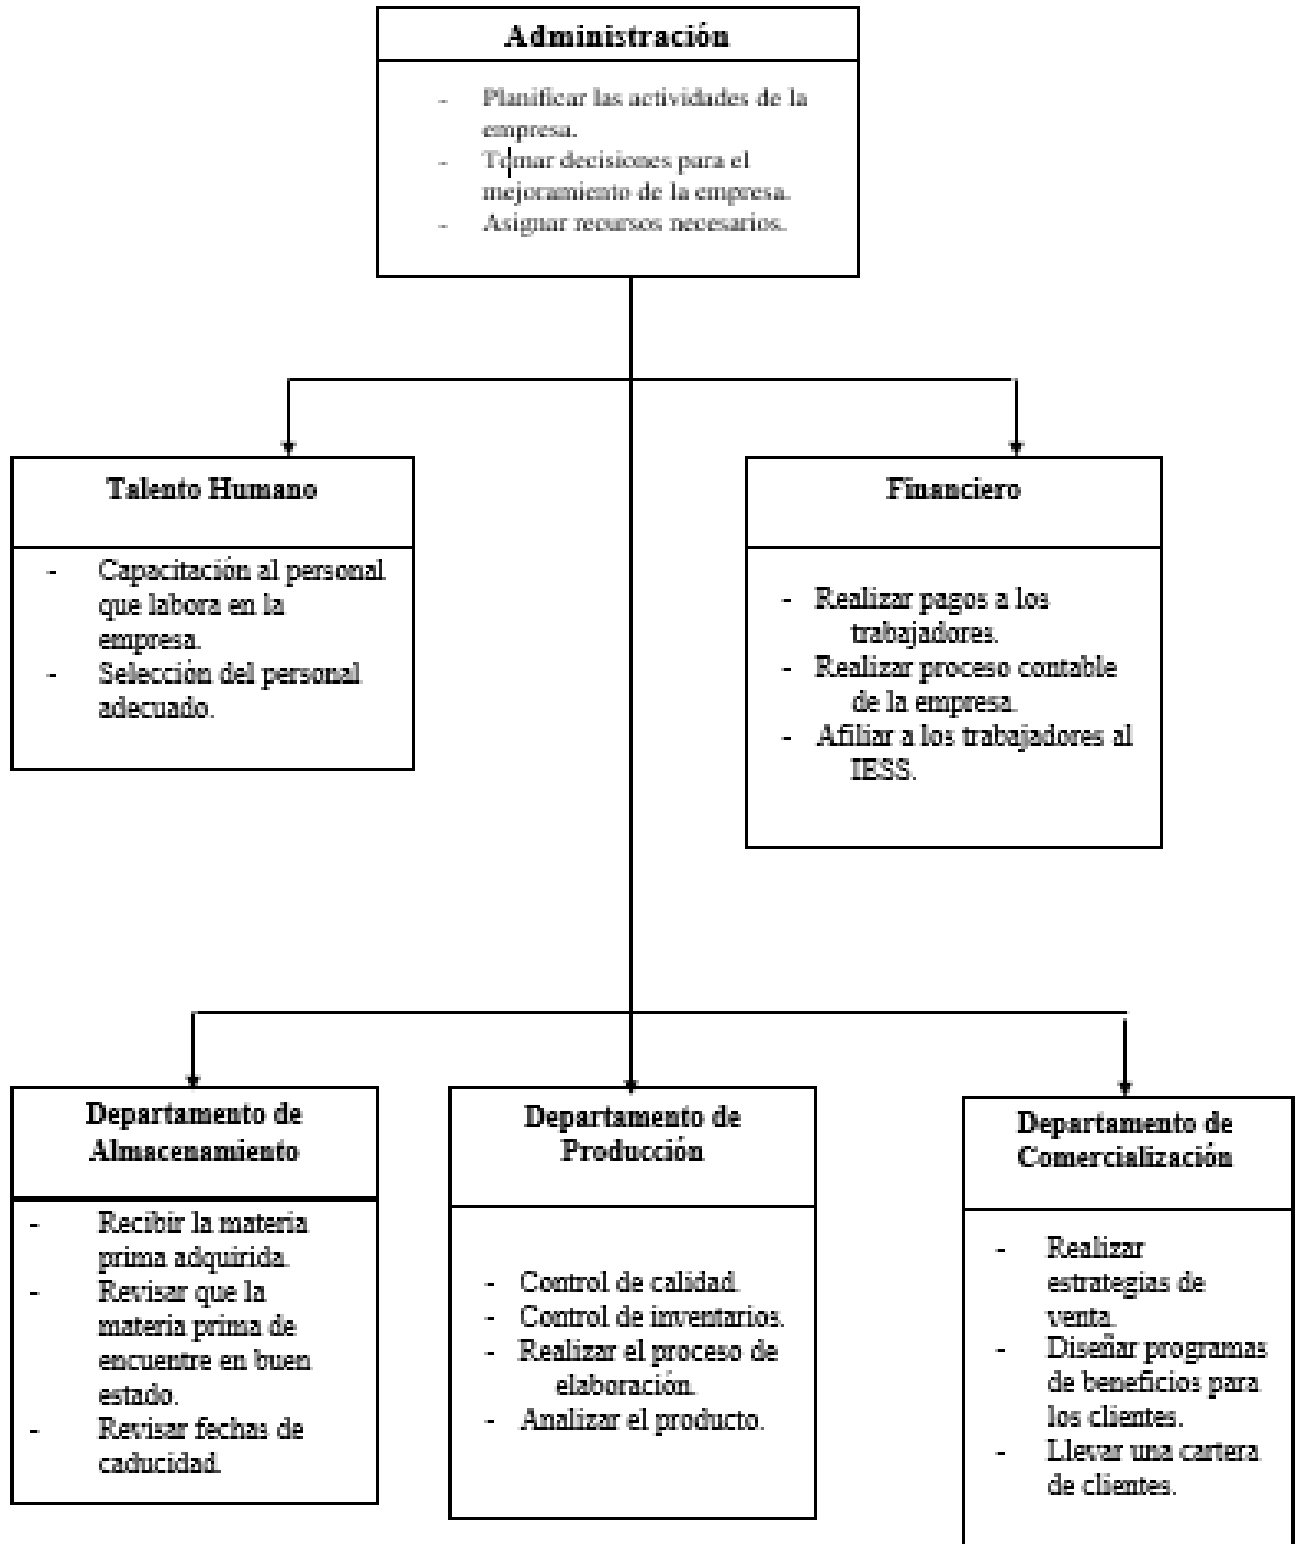 Administración
- Planificar las actividades de la
empresa.
- Tomar decisiones para el
mejoramiento de la empresa.
- Asignar recursos necesarios.
Talento Humano
- Capacitación al personal
que labora en la
empresa.
- Selección del personal
adecuado.
Financiero
- Realizar pagos a los
trabajadores.
- Realizar proceso contable
de la empresa.
- Afiliar a los trabajadores al
IESS.
Departamento de
Almacenamiento
- Recibir la materia
prima adquirida.
- Revisar que la
materia prima de
encuentre en buen
estado.
- Revisar fechas de
caducidad.
Departamento de
Producción
- Control de calidad.
- Control de inventarios.
- Realizar el proceso de
elaboración.
- Analizar el producto.
Departamento de
Comercialización
- Realizar
estrategias de
venta.
- Diseñar programas
de beneficios para
los clientes.
- Llevar una cartera
de clientes.